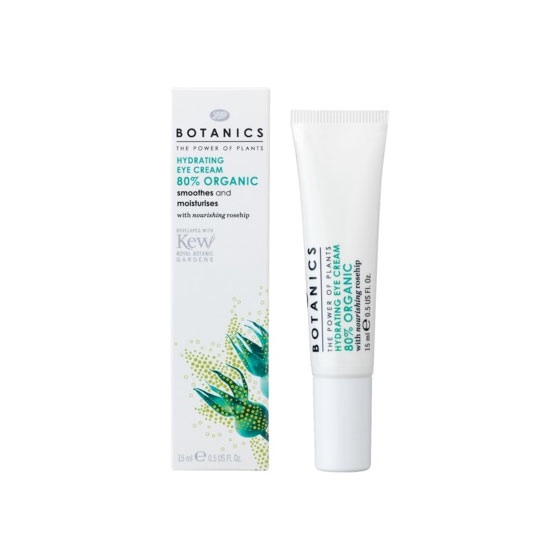 Boots
BOTANICS
THE POWER OF PLANTS
HYDRATING
EYE CREAM
80% ORGANIC
smoothes and
moisturises
with nourishing rosehip
DEVELOPED WITH
Kew
ROYAL BOTANIC
GARDENS
15 ml e 0.5 US Fl. Oz.
BOTANICS
THE POWER OF PLANTS
HYDRATING EYE CREAM
80% ORGANIC
with nourishing rosehip
15 ml e 0.5 US Fl. Oz.